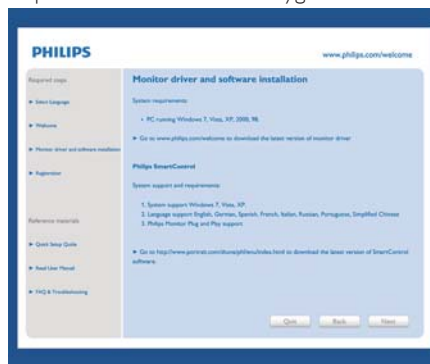 PHILIPS
www.philips.com/welcome
Required steps
Select Language
Welcome
Monitor driver and software installation
Registration
Reference materials
Quick Setup Guide
Read User Manual
FAQ & Troubleshooting
Monitor driver and software installation
System requirements:
• PC running Windows 7, Vista, XP, 2000, 98
Go to www.philips.com/welcome to download the latest version of monitor driver
Philips SmartControl
System support and requirements:
1. System support Windows 7, Vista, XP
2. Language support English, German, Spanish, French, Italian, Russian, Portuguese, Simplified Chinese
3. Philips Monitor Plug and Play support
software.
Quit
Back
Next